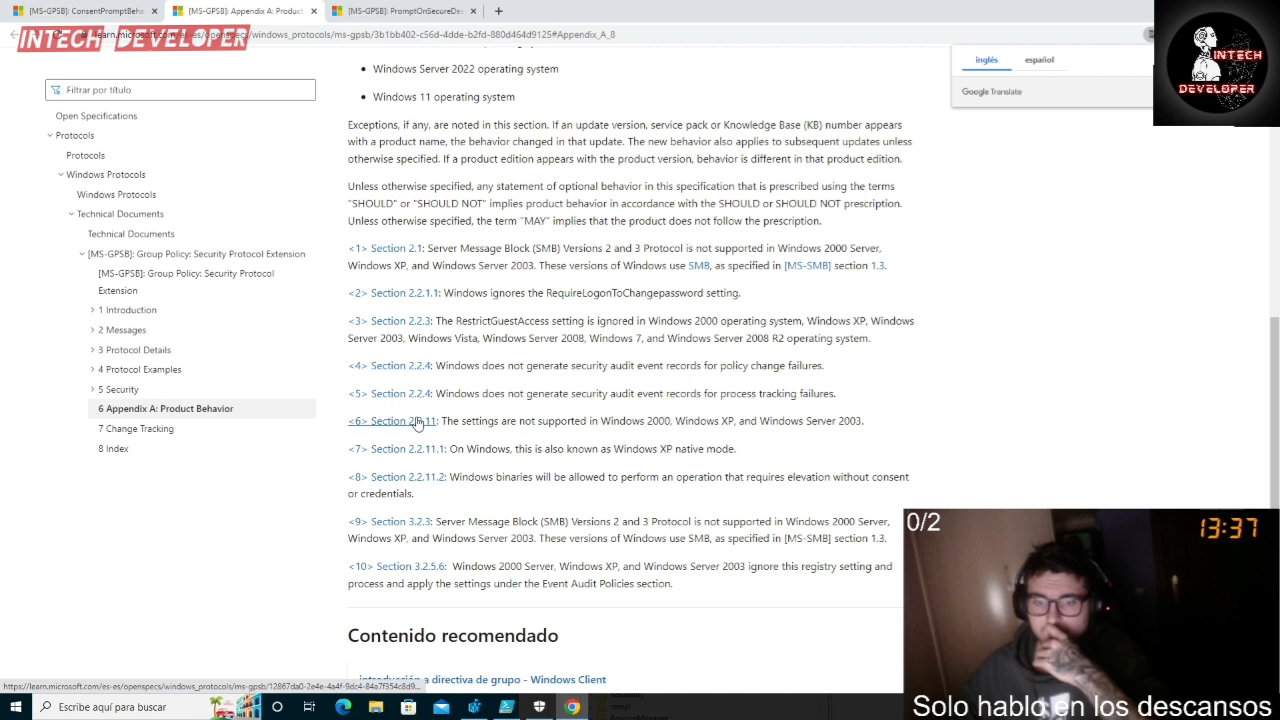 [MS-GPSB]: ConsentPromptBeha
[MS-GPSB]: Appendix A: Product
[MS-GPSB]: PromptOnSecureDes
learn.microsoft.com/es-es/openspecs/windows_protocols/ms-gpsb/3b1bb402-c56d-4dde-b2fd-880d464d9125#Appendix_A_8
INTECH DEVELOPER
INTECH
DEVELOPER
inglés español
Google Translate
Filtrar por título
Open Specifications
Protocols
Protocols
Windows Protocols
Windows Protocols
Technical Documents
Technical Documents
[MS-GPSB]: Group Policy: Security Protocol Extension
[MS-GPSB]: Group Policy: Security Protocol
Extension
1 Introduction
2 Messages
3 Protocol Details
4 Protocol Examples
5 Security
6 Appendix A: Product Behavior
7 Change Tracking
8 Index
Windows Server 2022 operating system
Windows 11 operating system
Exceptions, if any, are noted in this section. If an update version, service pack or Knowledge Base (KB) number appears
with a product name, the behavior changed in that update. The new behavior also applies to subsequent updates unless
otherwise specified. If a product edition appears with the product version, behavior is different in that product edition.
Unless otherwise specified, any statement of optional behavior in this specification that is prescribed using the terms
"SHOULD" or "SHOULD NOT" implies product behavior in accordance with the SHOULD or SHOULD NOT prescription.
Unless otherwise specified, the term "MAY" implies that the product does not follow the prescription.
<1> Section 2.1: Server Message Block (SMB) Versions 2 and 3 Protocol is not supported in Windows 2000 Server,
Windows XP, and Windows Server 2003. These versions of Windows use SMB, as specified in [MS-SMB] section 1.3.
<2> Section 2.2.1.1: Windows ignores the RequireLogonToChangepassword setting.
<3> Section 2.2.3: The RestrictGuestAccess setting is ignored in Windows 2000 operating system, Windows XP, Windows
Server 2003, Windows Vista, Windows Server 2008, Windows 7, and Windows Server 2008 R2 operating system.
<4> Section 2.2.4: Windows does not generate security audit event records for policy change failures.
<5> Section 2.2.4: Windows does not generate security audit event records for process tracking failures.
<6> Section 2.2.11: The settings are not supported in Windows 2000, Windows XP, and Windows Server 2003.
<7> Section 2.2.11.1: On Windows, this is also known as Windows XP native mode.
<8> Section 2.2.11.2: Windows binaries will be allowed to perform an operation that requires elevation without consent
or credentials.
<9> Section 3.2.3: Server Message Block (SMB) Versions 2 and 3 Protocol is not supported in Windows 2000 Server,
Windows XP, and Windows Server 2003. These versions of Windows use SMB, as specified in [MS-SMB] section 1.3.
<10> Section 3.2.5.6: Windows 2000 Server, Windows XP, and Windows Server 2003 ignore this registry setting and
process and apply the settings under the Event Audit Policies section.
Contenido recomendado
introducción a directiva de grupo - Windows Client
0/2
13:37
Solo hablo en los descansos
Escribe aquí para buscar